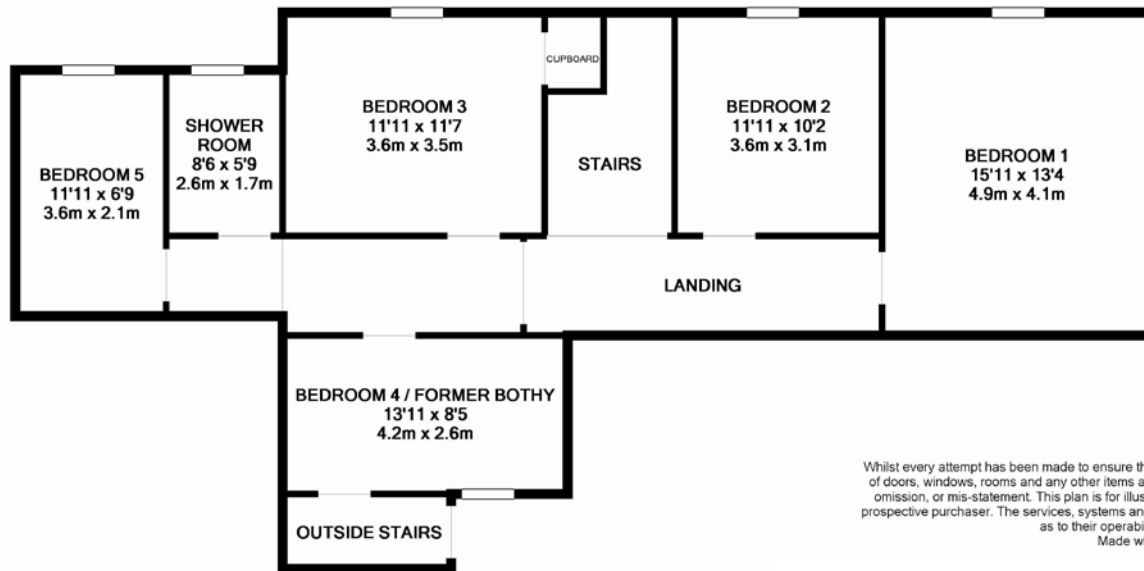 CUPBOARD
BEDROOM 3
11'11 x 11'7
3.6m x 3.5m
BEDROOM 2
11'11 x 10'2
3.6m x 3.1m
SHOWER
ROOM
8'6 x 5'9
2.6m x 1.7m
BEDROOM 1
15'11 x 13'4
4.9m x 4.1m
STAIRS
BEDROOM 5
11'11 x 6'9
3.6m x 2.1m
LANDING
BEDROOM 4 / FORMER BOTHY
13'11 x 8'5
4.2m x 2.6m
OUTSIDE STAIRS
Whilst every attempt has been made to ensure
of doors, windows, rooms and any other items
omission, or mis-statement. This plan is for
prospective purchaser. The services, systems
as to their
Made